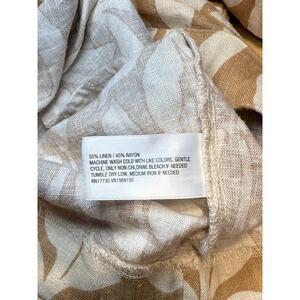 55% LINEN / 45% RAYON
MACHINE WASH COLD WITH LIKE COLORS, GENTLE
CYCLE, ONLY NON-CHLORINE BLEACH IF NEEDED
TUMBLE DRY LOW, MEDIUM IRON IF NEEDED
RN17730 VN1989150